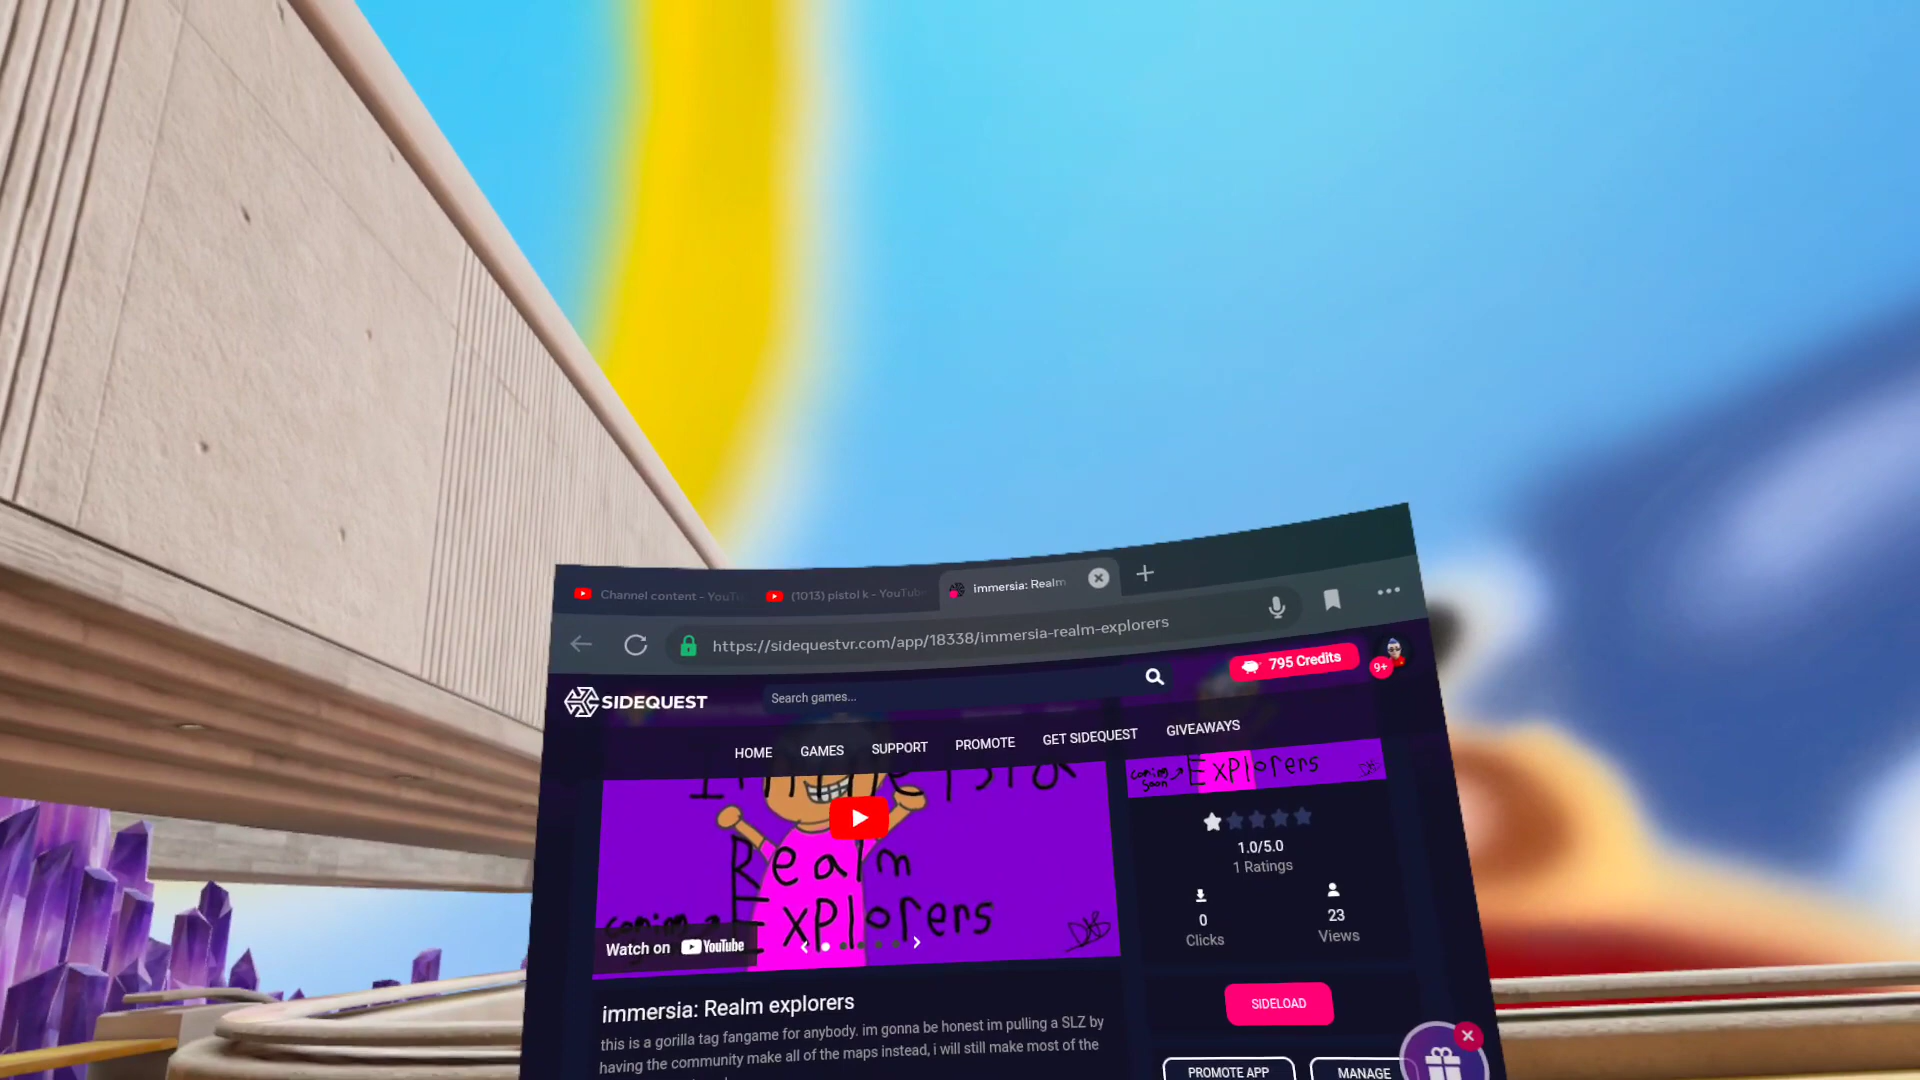 Channel content - YouTu
(1013) pistol k - YouTube
immersia: Realm
https://sidequestvr.com/app/18338/immersia-realm-explorers
795 Credits
9+
SIDEQUEST
Search games...
HOME
GAMES
SUPPORT
PROMOTE
GET SIDEQUEST
GIVEAWAYS
Realm
Explorers
coming
Watch on YouTube
coming
soon
Explorers
1.0/5.0
1 Ratings
0
Clicks
23
Views
SIDELOAD
PROMOTE APP
MANAGE
immersia: Realm explorers
this is a gorilla tag fangame for anybody. im gonna be honest im pulling a SLZ by
having the community make all of the maps instead, i will still make most of the